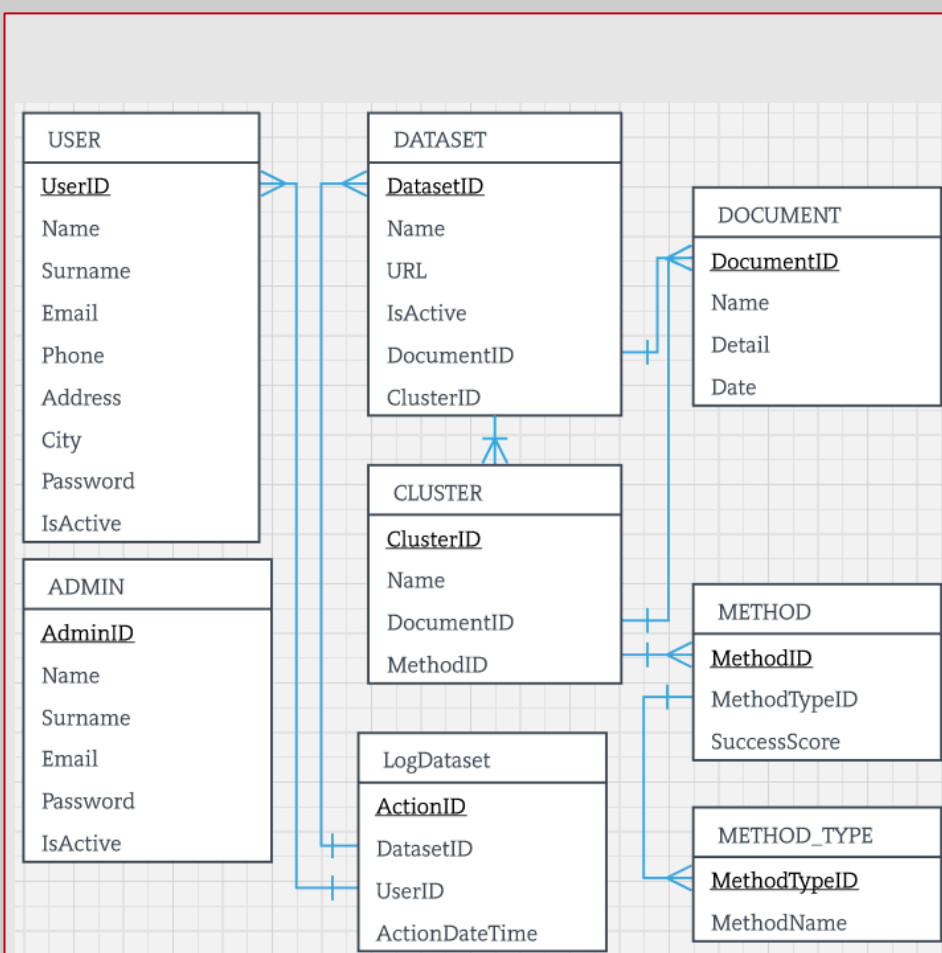 USER
UserID
Name
Surname
Email
Phone
Address
City
Password
IsActive
ADMIN
AdminID
Name
Surname
Email
Password
IsActive
DATASET
DatasetID
Name
URL
IsActive
DocumentID
ClusterID
CLUSTER
ClusterID
Name
DocumentID
MethodID
LogDataset
ActionID
DatasetID
UserID
ActionDateTime
DOCUMENT
DocumentID
Name
Detail
Date
METHOD
MethodID
MethodTypeID
SuccessScore
METHOD_TYPE
MethodTypeID
MethodName